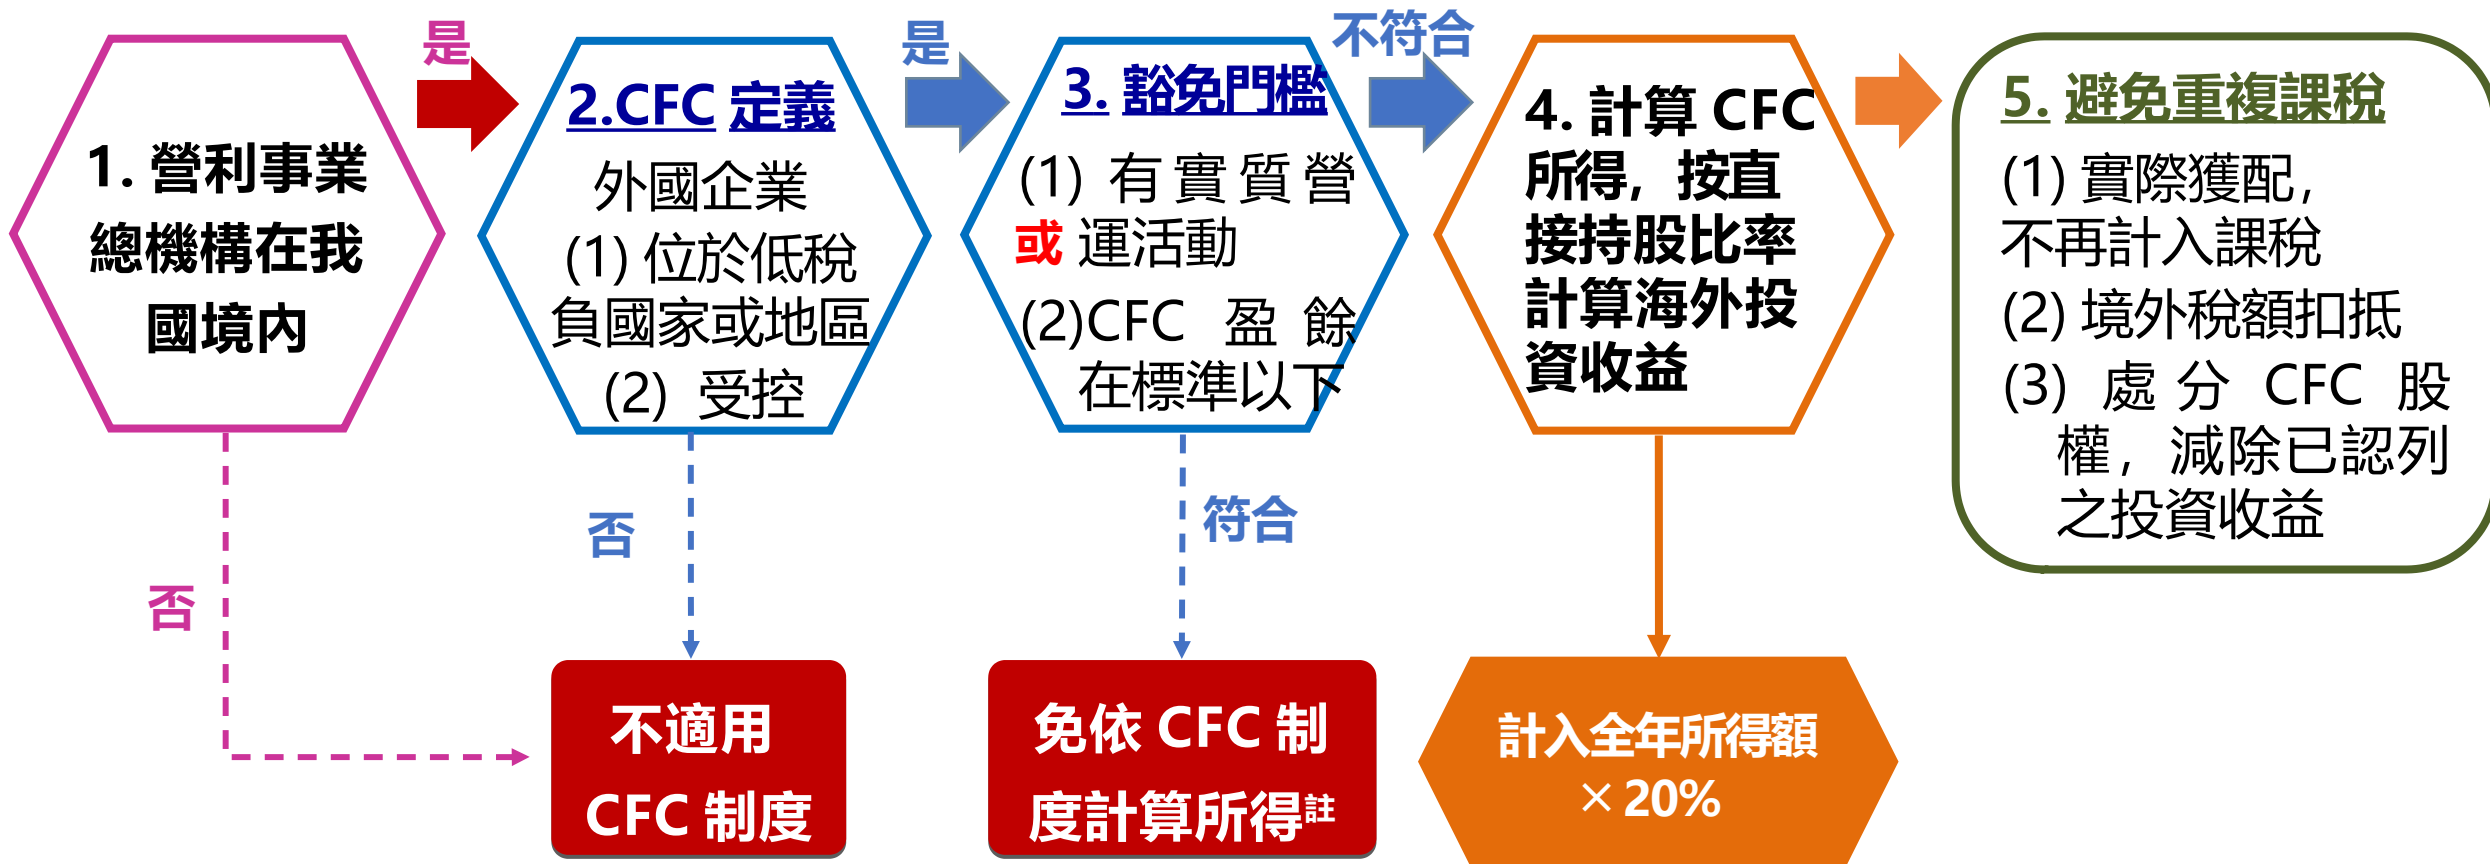 1. 營利事業
總機構在我
國境內
是
否
2.CFC 定義
外國企業
(1) 位於低稅
負國家或地區
(2) 受控
是
否
不適用
CFC 制度
3. 豁免門檻
(1) 有實質營
或 運活動
(2)CFC 盈餘
在標準以下
不符合
符合
免依 CFC 制
度計算所得註
4. 計算 CFC
所得，按直
接持股比率
計算海外投
資收益
計入全年所得額
×20%
5. 避免重複課稅
(1) 實際獲配，
不再計入課稅
(2) 境外稅額扣抵
(3) 處分 CFC 股
權，減除已認列
之投資收益